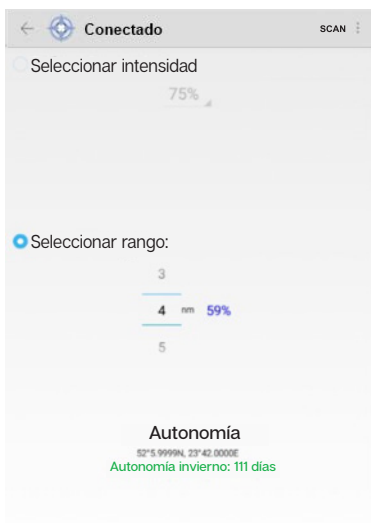 Conectado SCAN
Seleccionar intensidad
75%
Seleccionar rango:
3
4 nm 59%
5
Autonomía
52°5.9999N, 23°42.0000E
Autonomía invierno: 111 días